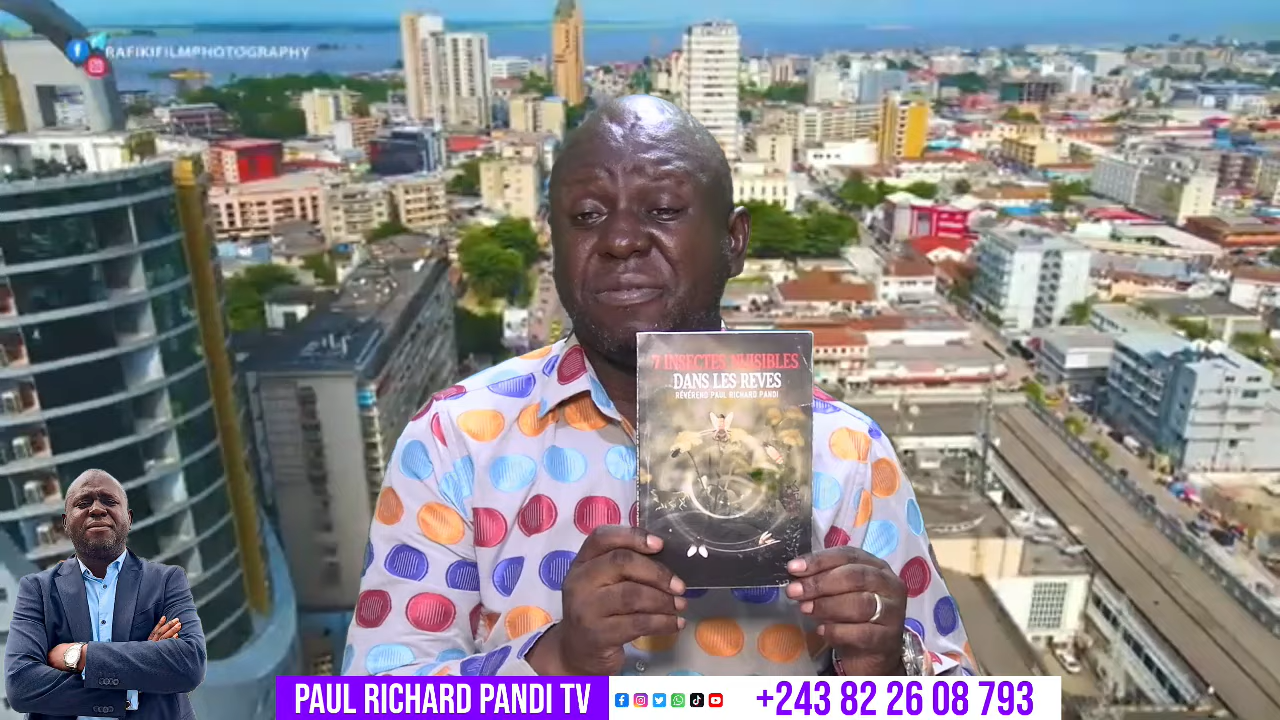 RAFIKIFILMPHOTOGRAPHY
7 INSECTES NUISIBLES
DANS LES REVES
RÉVÉREND PAUL RICHARD PANDI
PAUL RICHARD PANDI TV
+243 82 26 08 793